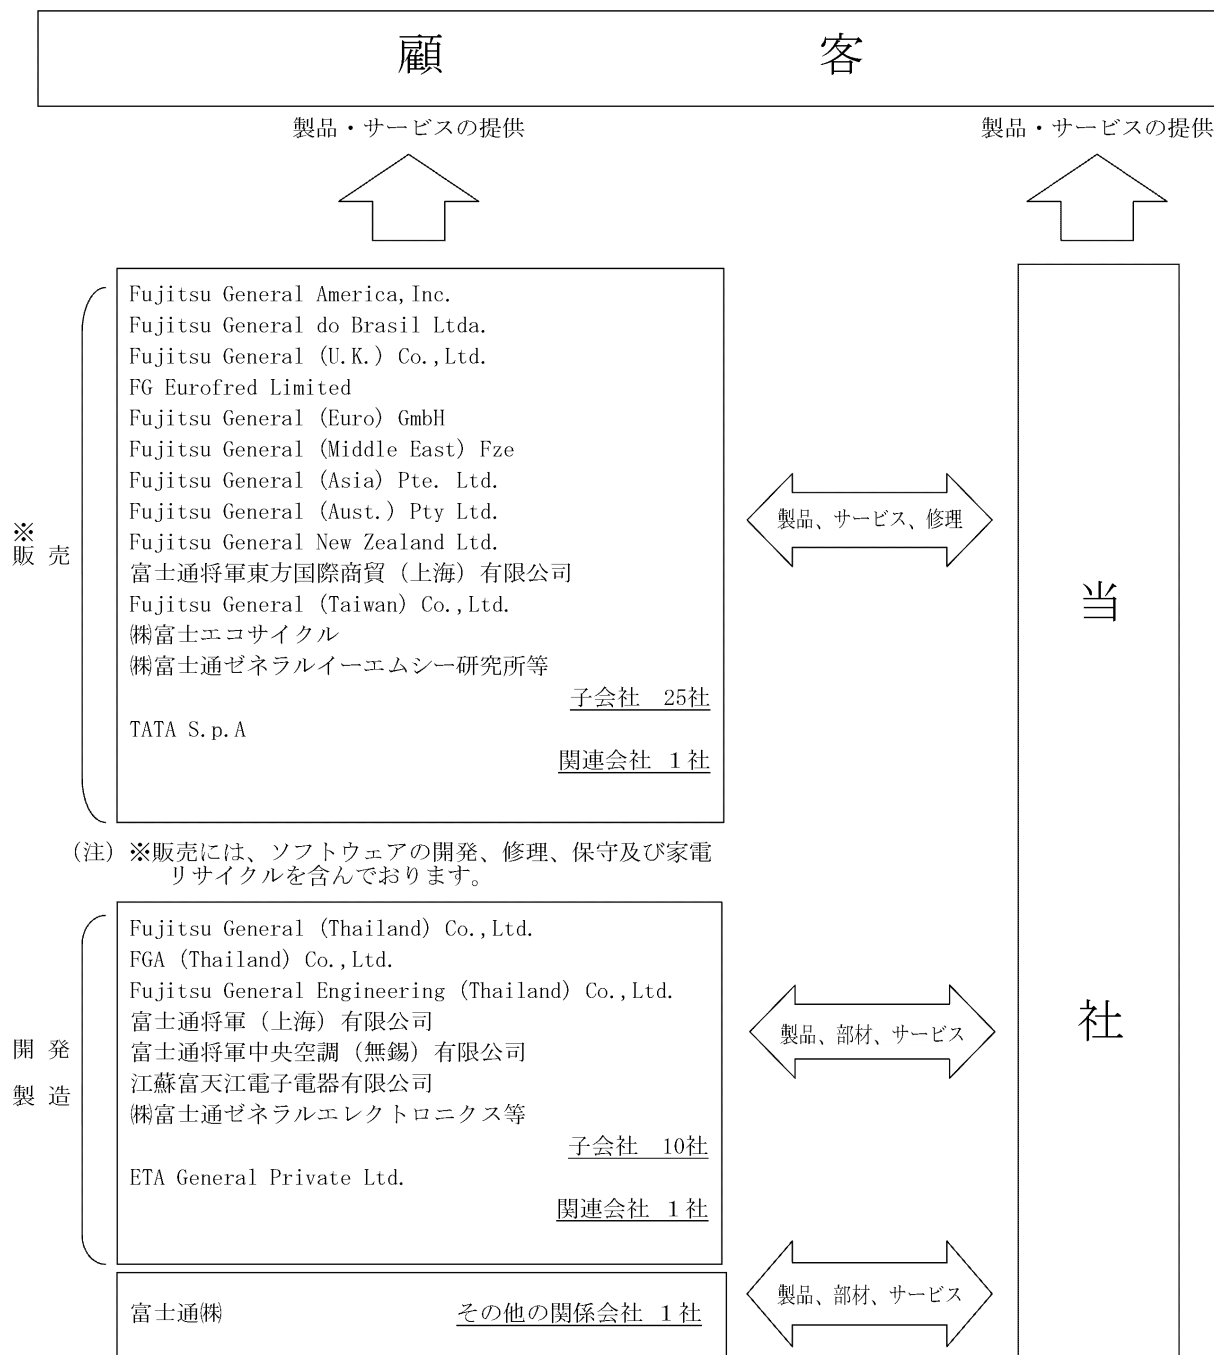 顧客
製品・サービスの提供
製品・サービスの提供
※
販売
Fujitsu General America,Inc.
Fujitsu General do Brasil Ltda.
Fujitsu General (U.K.) Co.,Ltd.
FG Eurofred Limited
Fujitsu General (Euro) GmbH
Fujitsu General (Middle East) Fze
Fujitsu General (Asia) Pte. Ltd.
Fujitsu General (Aust.) Pty Ltd.
Fujitsu General New Zealand Ltd.
富士通将軍東方国際商貿（上海）有限公司
Fujitsu General (Taiwan) Co.,Ltd.
㈱富士エコサイクル
㈱富士通ゼネラルイーエムシー研究所等
子会社　25社
TATA S.p.A
関連会社　１社
製品、サービス、修理
当社
（注）※販売には、ソフトウェアの開発、修理、保守及び家電
リサイクルを含んでおります。
開発
製造
Fujitsu General (Thailand) Co.,Ltd.
FGA (Thailand) Co.,Ltd.
Fujitsu General Engineering (Thailand) Co.,Ltd.
富士通将軍（上海）有限公司
富士通将軍中央空調（無錫）有限公司
江蘇富天江電子電器有限公司
㈱富士通ゼネラルエレクトロニクス等
子会社　10社
ETA General Private Ltd.
関連会社　１社
製品、部材、サービス
富士通㈱　その他の関係会社　１社
製品、部材、サービス